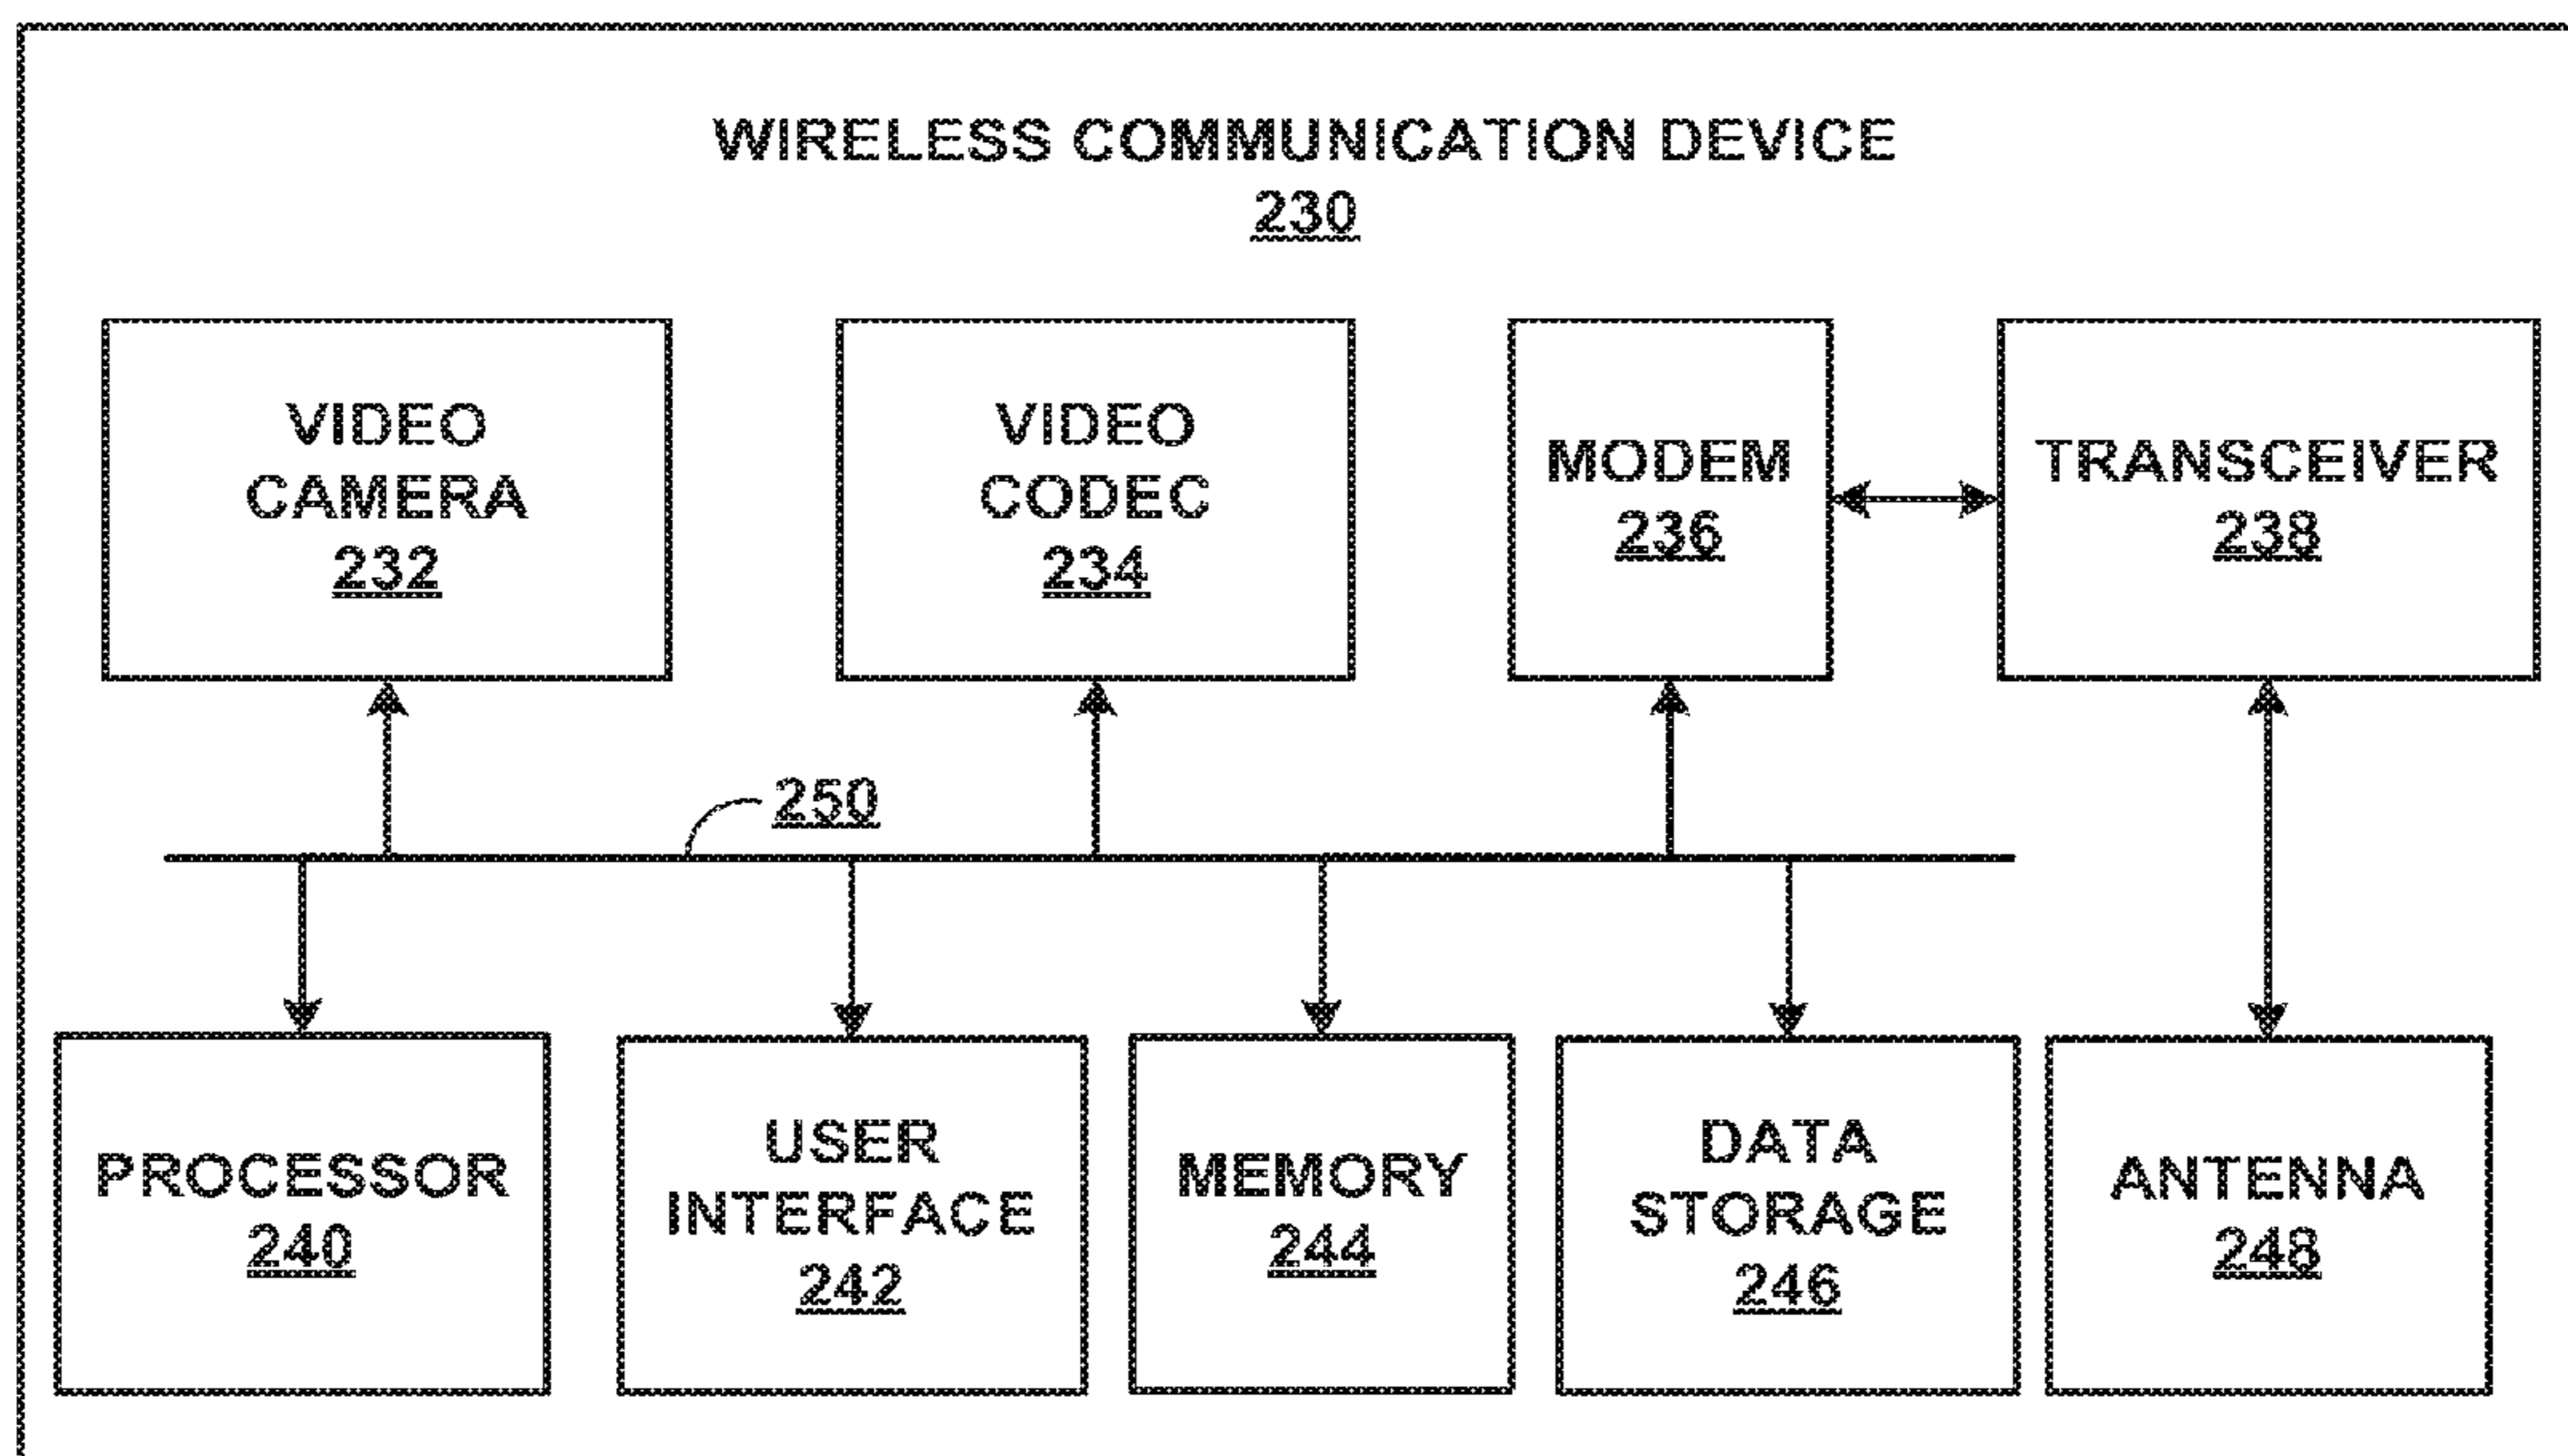 WIRELESS COMMUNICATION DEVICE
230
VIDEO
CAMERA
232
VIDEO
CODEC
234
MODEM
236
TRANSCEIVER
238
250
PROCESSOR
240
USER
INTERFACE
242
MEMORY
244
DATA
STORAGE
246
ANTENNA
248